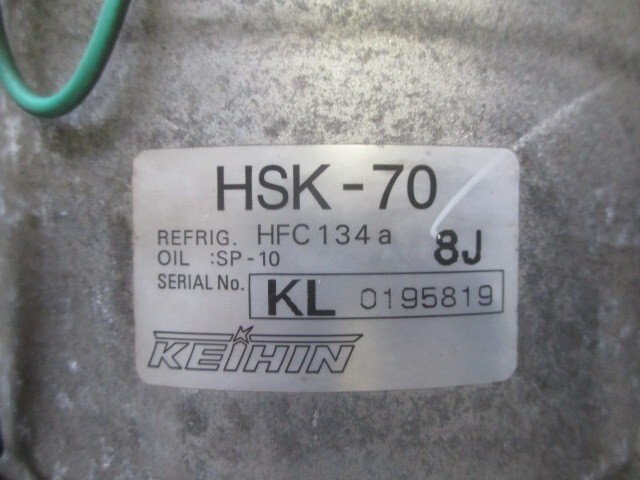 HSK-70
REFRIG. HFC134a
OIL :SP-10 8J
SERIAL No. KL 0195819
KEIHIN